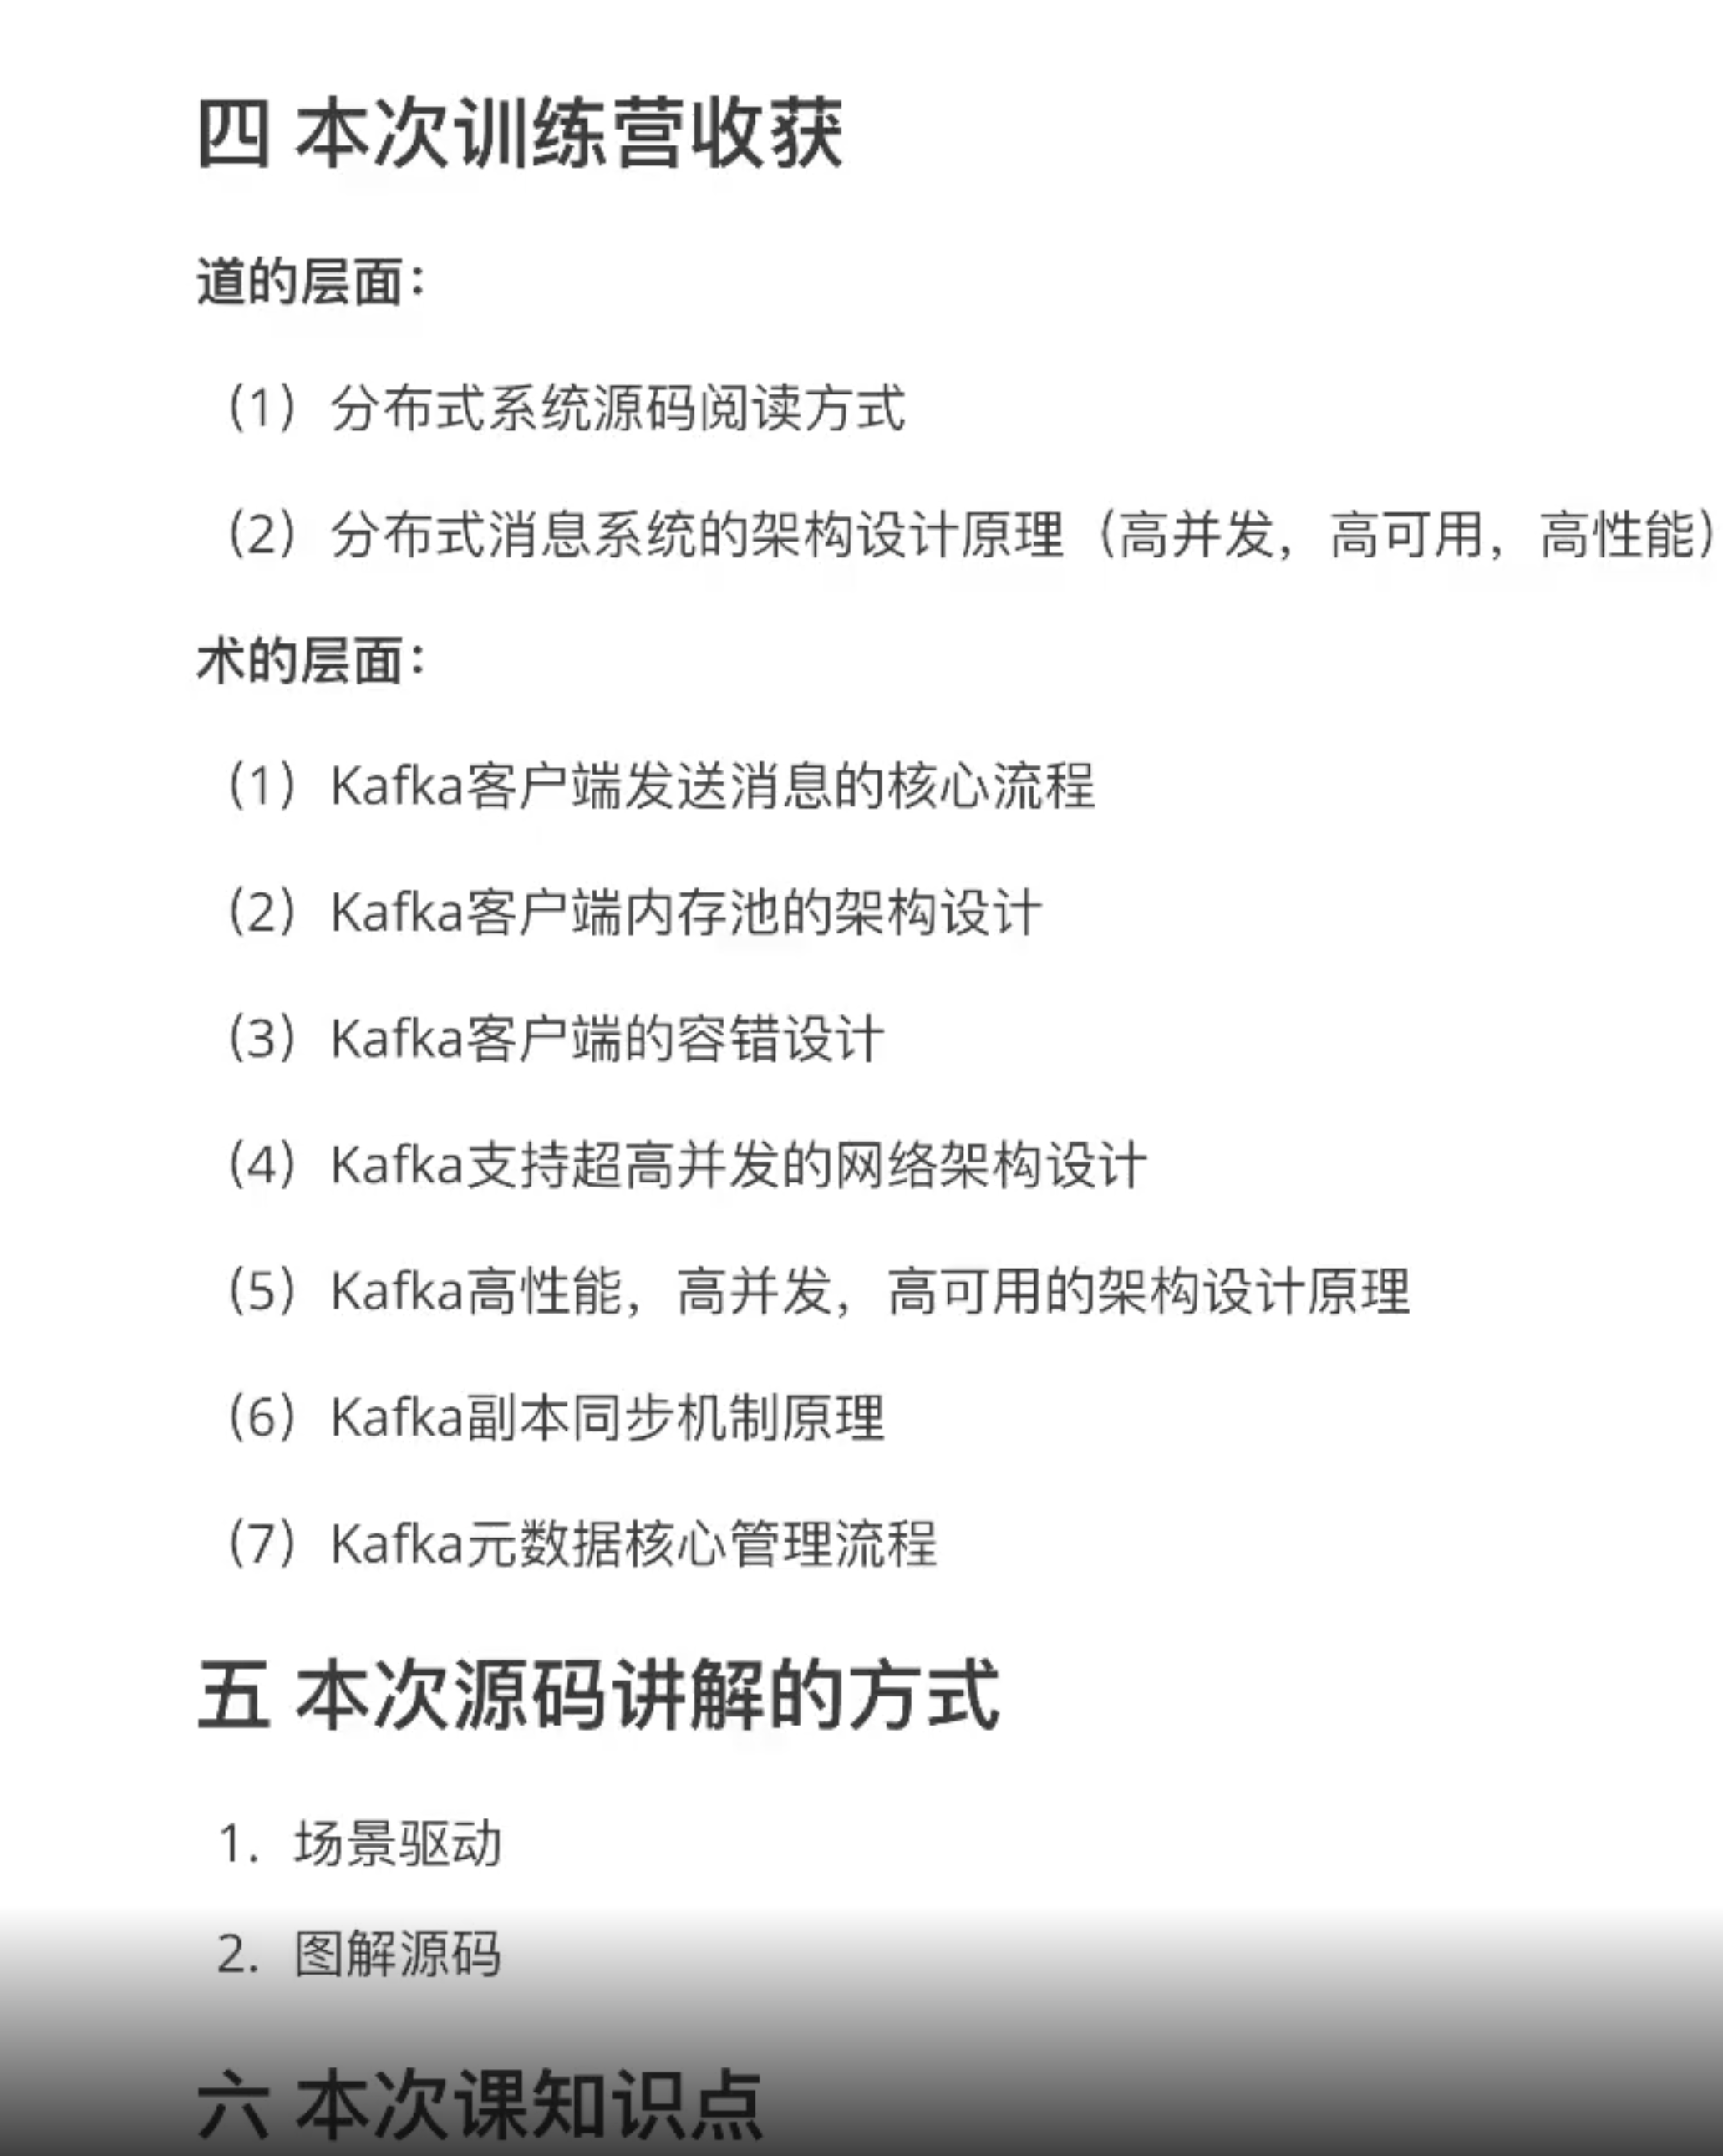 四 本次训练营收获
道的层面：
（1）分布式系统源码阅读方式
（2）分布式消息系统的架构设计原理（高并发，高可用，高性能）
术的层面：
（1）Kafka客户端发送消息的核心流程
（2）Kafka客户端内存池的架构设计
（3）Kafka客户端的容错设计
（4）Kafka支持超高并发的网络架构设计
（5）Kafka高性能，高并发，高可用的架构设计原理
（6）Kafka副本同步机制原理
（7）Kafka元数据核心管理流程
五 本次源码讲解的方式
1. 场景驱动
2. 图解源码
六 本次课知识点